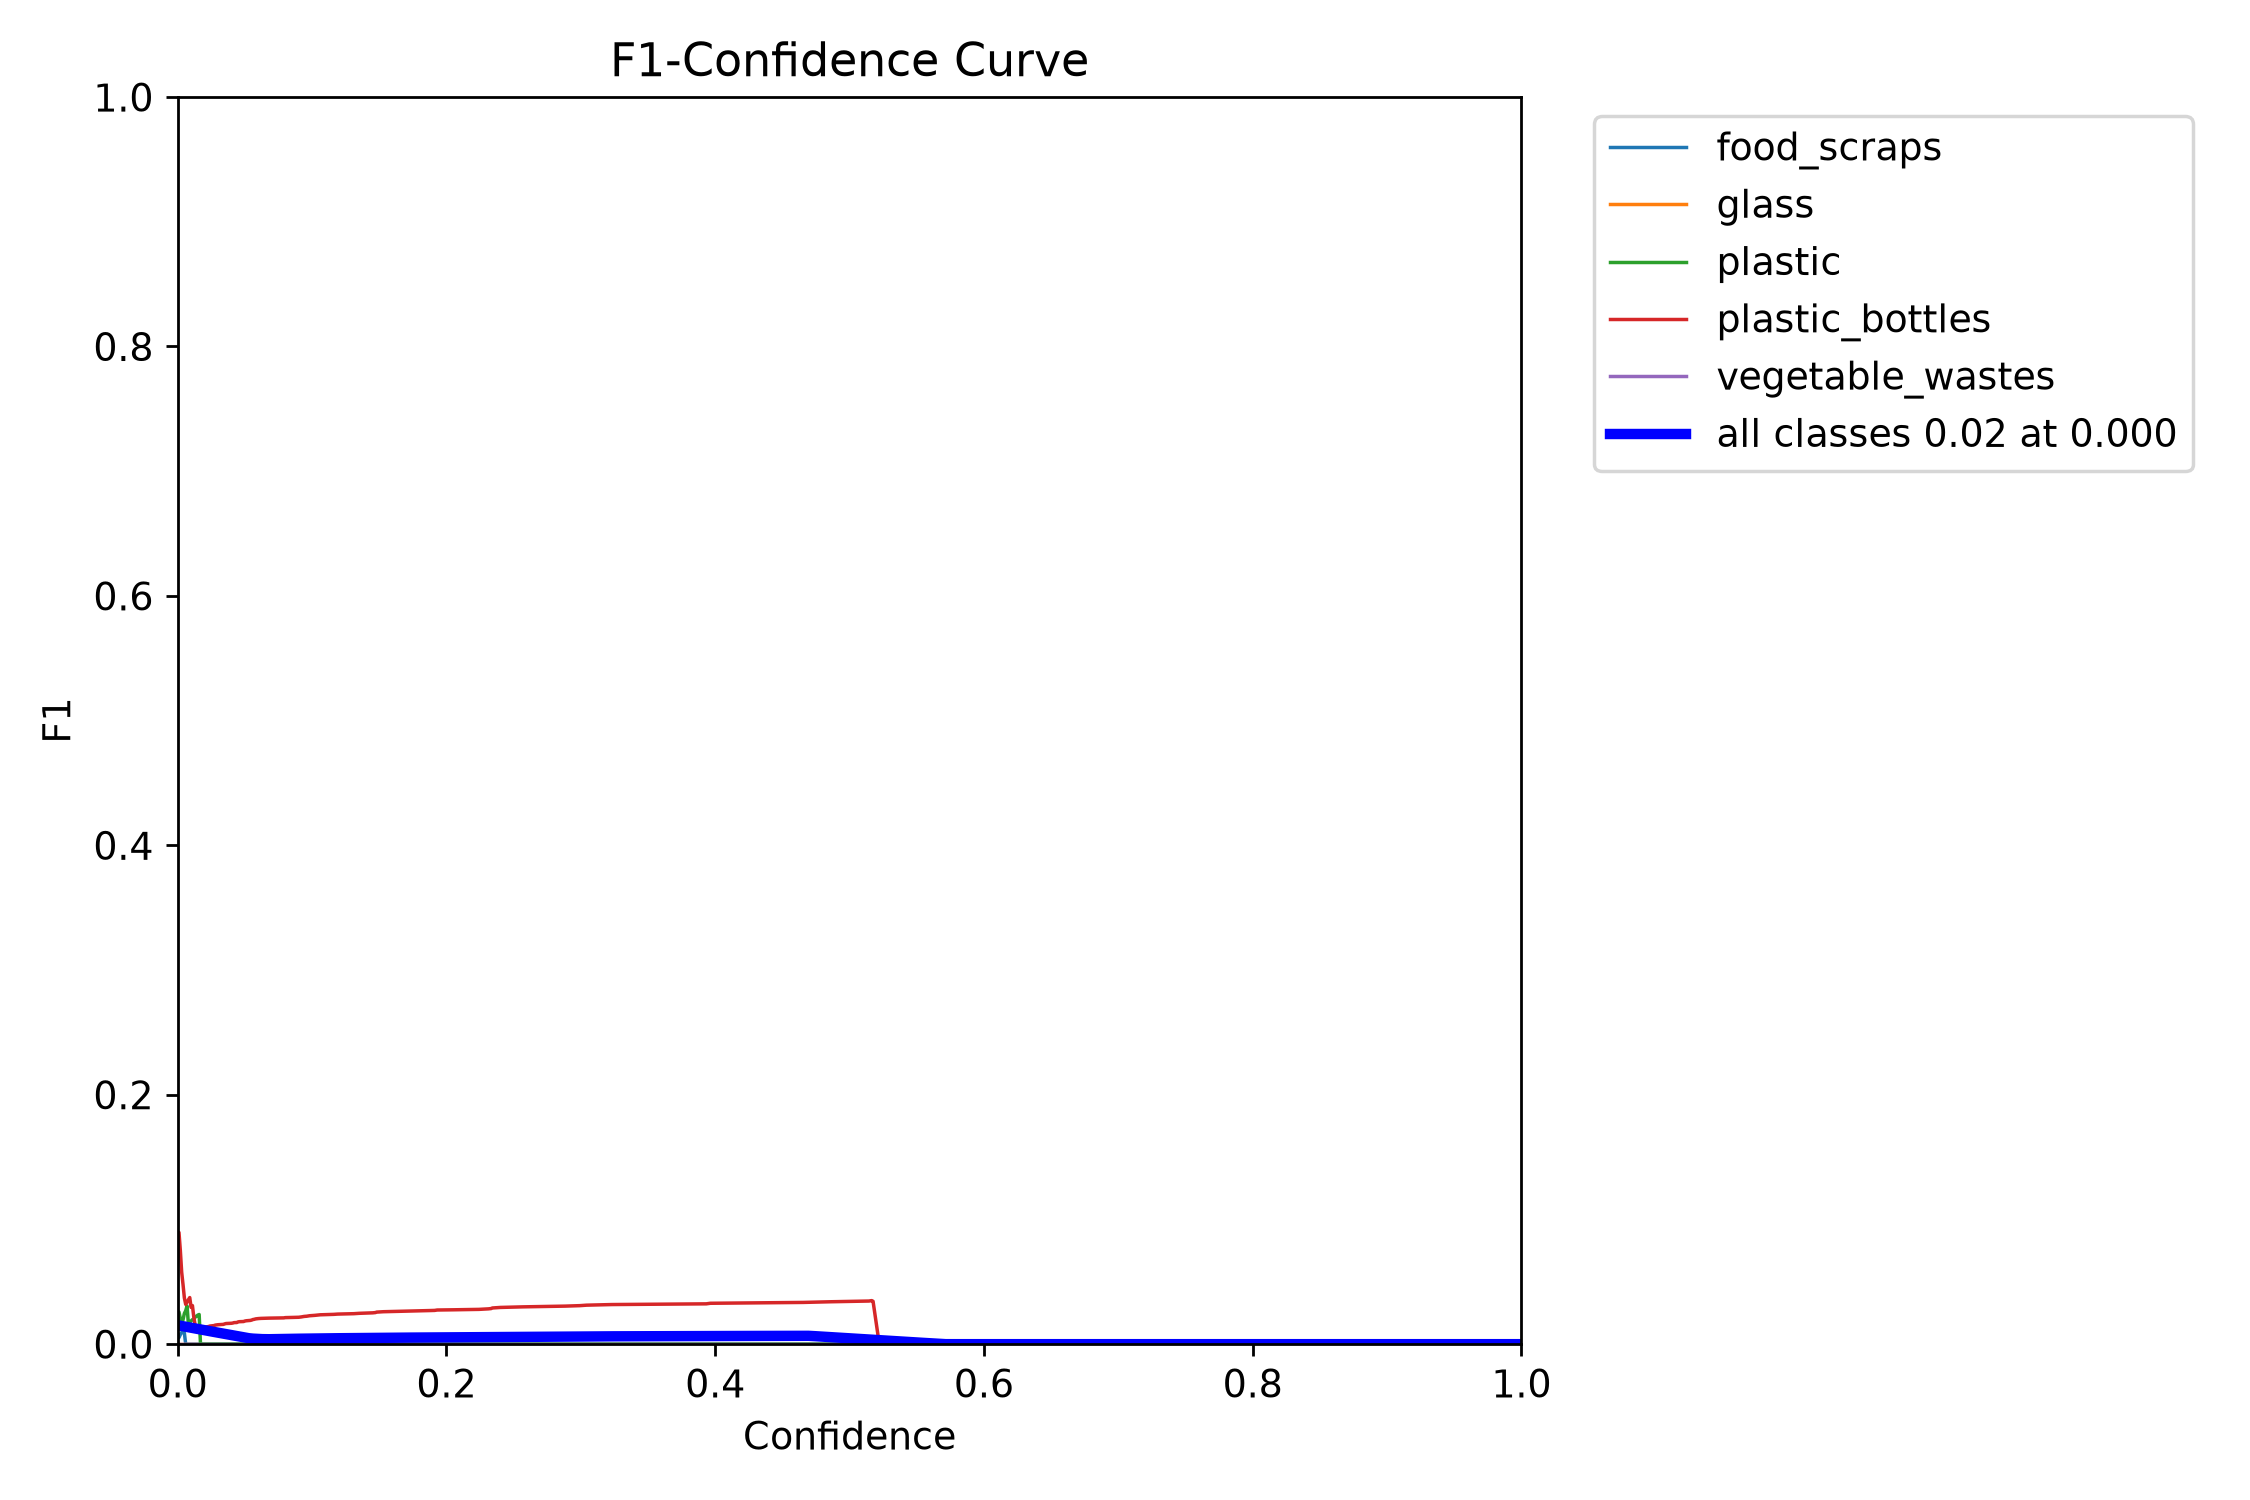 F1-Confidence Curve
1.0
0.8
0.6
0.4
0.2
0.0
F1
0.0 0.2 0.4 0.6 0.8 1.0
Confidence
food_scraps
glass
plastic
plastic_bottles
vegetable_wastes
all classes 0.02 at 0.000